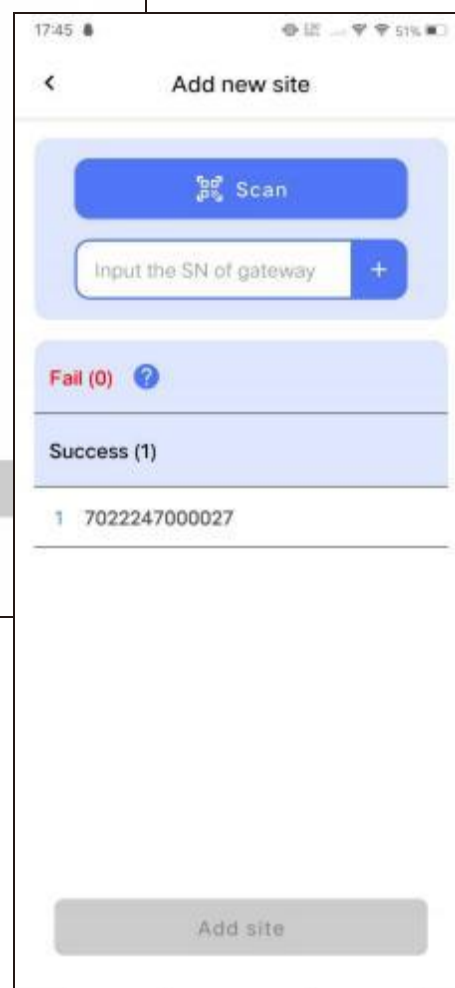 17:45
51%
Add new site
Scan
Input the SN of gateway
+
Fail (0) ?
Success (1)
1 7022247000027
Add site